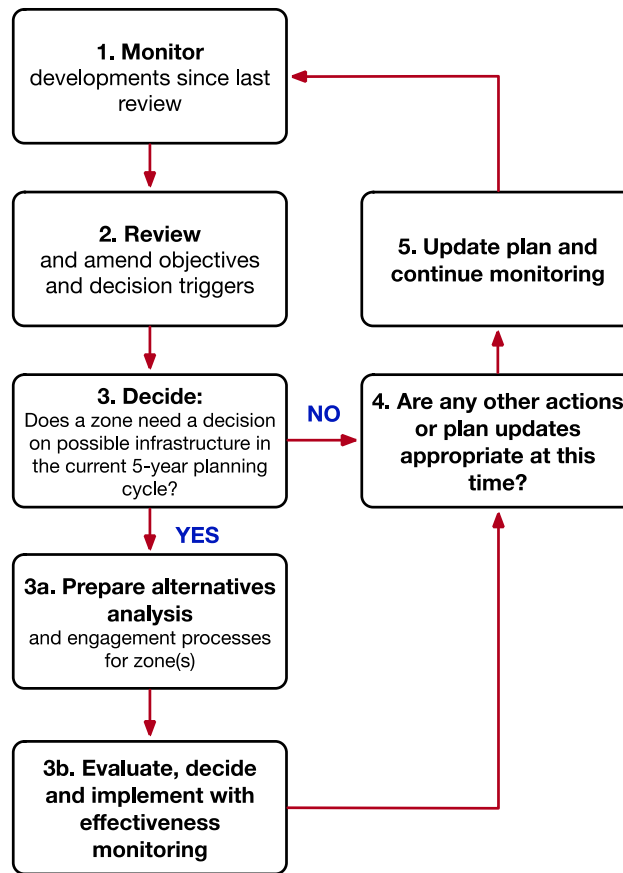 1. Monitor
developments since last
review
2. Review
and amend objectives
and decision triggers
3. Decide:
Does a zone need a decision
on possible infrastructure in
the current 5-year planning
cycle?
NO
YES
3a. Prepare alternatives
analysis
and engagement processes
for zone(s)
3b. Evaluate, decide
and implement with
effectiveness
monitoring
4. Are any other actions
or plan updates
appropriate at this
time?
5. Update plan and
continue monitoring